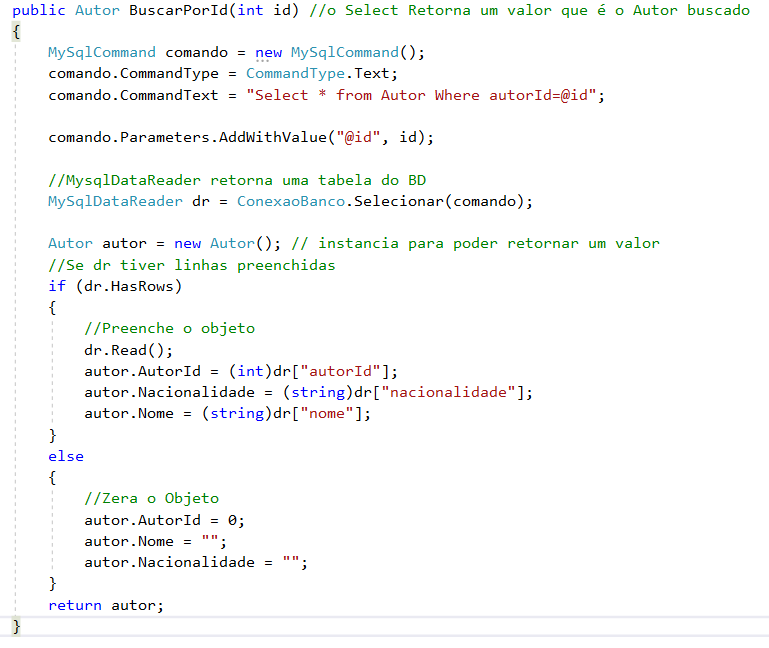 public Autor BuscarPorId(int id) //o Select Retorna um valor que é o Autor buscado
{
MySqlCommand comando = new MySqlCommand();
comando.CommandType = CommandType.Text;
comando.CommandText = "Select * from Autor Where autorId=@id";
comando.Parameters.AddWithValue("@id", id);
//MysqlDataReader retorna uma tabela do BD
MySqlDataReader dr = ConexaoBanco.Selecionar(comando);
Autor autor = new Autor(); // instancia para poder retornar um valor
//Se dr tiver linhas preenchidas
if (dr.HasRows)
{
//Preenche o objeto
dr.Read();
autor.AutorId = (int)dr["autorId"];
autor.Nacionalidade = (string)dr["nacionalidade"];
autor.Nome = (string)dr["nome"];
}
else
{
//Zera o Objeto
autor.AutorId = 0;
autor.Nome = "";
autor.Nacionalidade = "";
}
return autor;
}